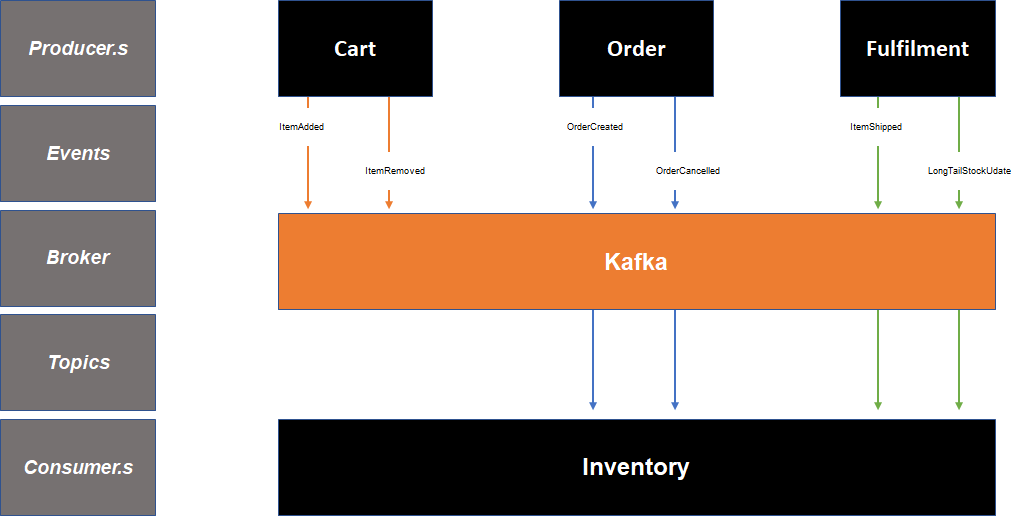 Producer.s
Cart
Order
Fulfilment
Events
ItemAdded
OrderCreated
ItemShipped
ItemRemoved
OrderCancelled
LongTailStockUdate
Broker
Kafka
Topics
Consumer.s
Inventory